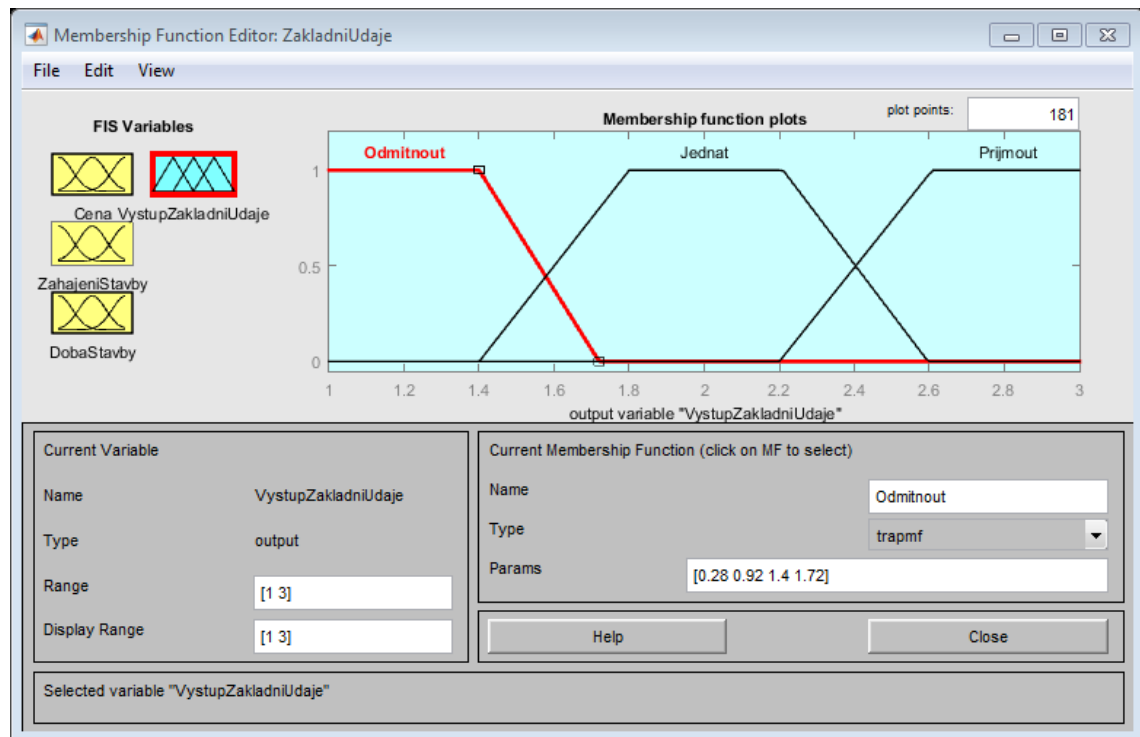 Membership Function Editor: ZakladniUdaje
File Edit View
FIS Variables
Membership function plots
plot points:
181
Odmitnout
Jednat
Prijmout
Cena
VystupZakladniUdaje
ZahajeniStavby
DobaStavby
1
0.5
0
1 1.2 1.4 1.6 1.8 2 2.2 2.4 2.6 2.8 3
output variable "VystupZakladniUdaje"
Current Variable
Name VystupZakladniUdaje
Type output
Range [1 3]
Display Range [1 3]
Current Membership Function (click on MF to select)
Name Odmitnout
Type trapmf
Params [0.28 0.92 1.4 1.72]
Help Close
Selected variable "VystupZakladniUdaje"